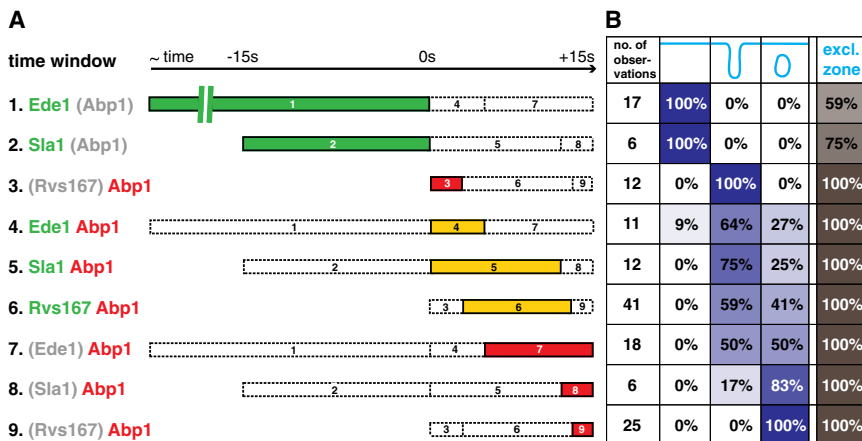 A
B
time window ~ time -15s 0s +15s
no. of obser- vations excl. zone
1. Ede1 (Abp1) 1 4 7 17 100% 0% 0% 59%
2. Sla1 (Abp1) 2 5 8 6 100% 0% 0% 75%
3. (Rvs167) Abp1 3 6 9 12 0% 100% 0% 100%
4. Ede1 Abp1 1 4 7 11 9% 64% 27% 100%
5. Sla1 Abp1 2 5 8 12 0% 75% 25% 100%
6. Rvs167 Abp1 3 6 9 41 0% 59% 41% 100%
7. (Ede1) Abp1 1 4 7 18 0% 50% 50% 100%
8. (Sla1) Abp1 2 5 8 6 0% 17% 83% 100%
9. (Rvs167) Abp1 3 6 9 25 0% 0% 100% 100%